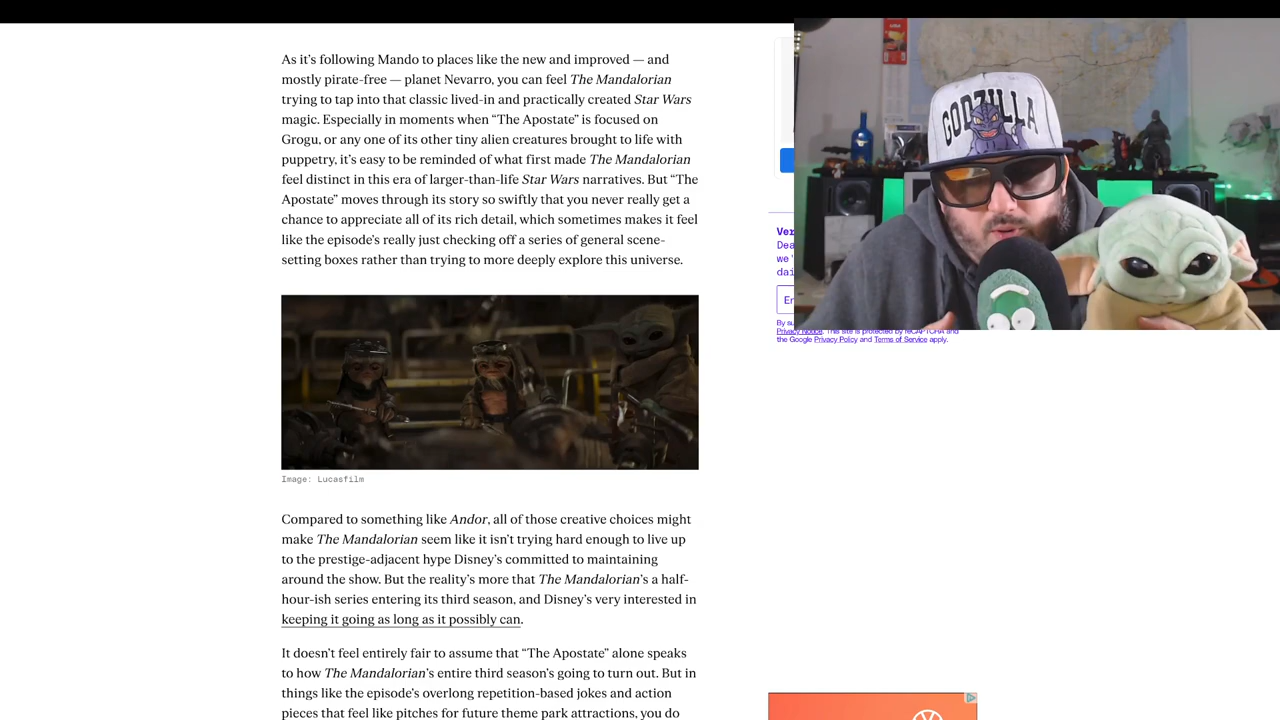 As it's following Mando to places like the new and improved — and
mostly pirate-free — planet Nevarro, you can feel The Mandalorian
trying to tap into that classic lived-in and practically created Star Wars
magic. Especially in moments when “The Apostate” is focused on
Grogu, or any one of its other tiny alien creatures brought to life with
puppetry, it's easy to be reminded of what first made The Mandalorian
feel distinct in this era of larger-than-life Star Wars narratives. But “The
Apostate” moves through its story so swiftly that you never really get a
chance to appreciate all of its rich detail, which sometimes makes it feel
like the episode's really just checking off a series of general scene-
setting boxes rather than trying to more deeply explore this universe.
Image: Lucasfilm
Compared to something like Andor, all of those creative choices might
make The Mandalorian seem like it isn't trying hard enough to live up
to the prestige-adjacent hype Disney's committed to maintaining
around the show. But the reality's more that The Mandalorian's a half-
hour-ish series entering its third season, and Disney's very interested in
keeping it going as long as it possibly can.
It doesn't feel entirely fair to assume that “The Apostate” alone speaks
to how The Mandalorian's entire third season's going to turn out. But in
things like the episode's overlong repetition-based jokes and action
pieces that feel like pitches for future theme park attractions, you do
GODZILLA
Privacy Notice. This site is protected by reCAPTCHA and
the Google Privacy Policy and Terms of Service apply.